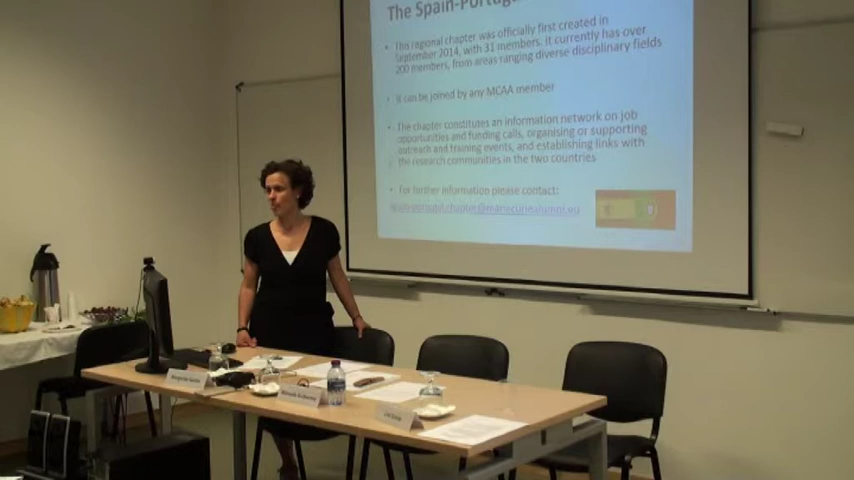 The Spain-Portug
• This regional chapter was officially first created in
September 2014, with 31 members. It currently has over
200 members, from areas ranging diverse disciplinary fields
• It can be joined by any MCAA member
• The chapter constitutes an information network on job
opportunities and funding calls, organising or supporting
outreach and training events, and establishing links with
the research communities in the two countries
• For further information please contact: